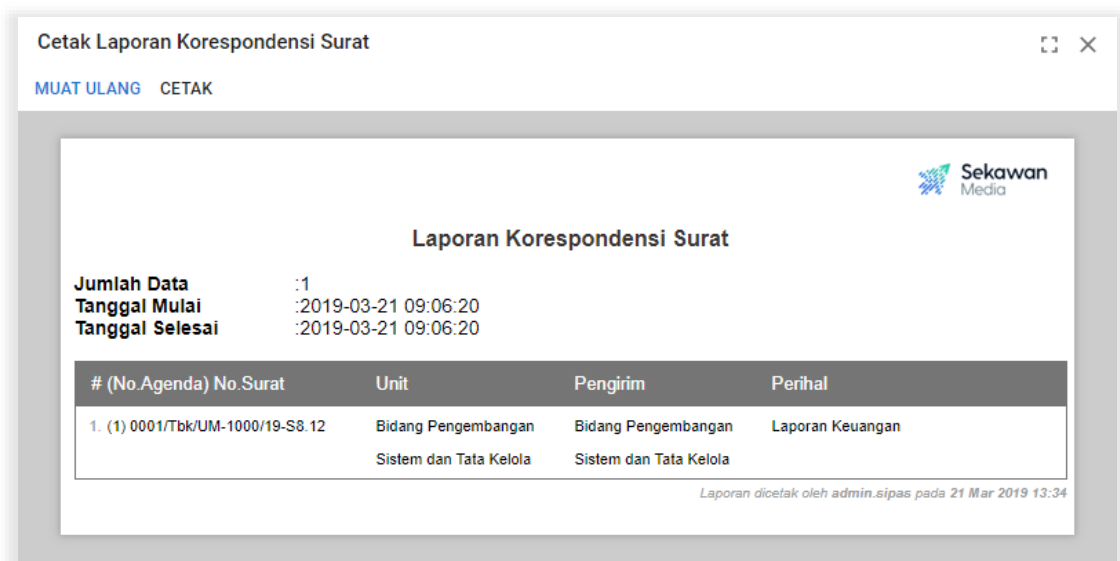 Cetak Laporan Korespondensi Surat
MUAT ULANG CETAK
Sekawan
Media
Laporan Korespondensi Surat
Jumlah Data :1
Tanggal Mulai :2019-03-21 09:06:20
Tanggal Selesai :2019-03-21 09:06:20
# (No.Agenda) No.Surat Unit Pengirim Perihal
1. (1) 0001/Tbk/UM-1000/19-S8.12 Bidang Pengembangan Bidang Pengembangan Laporan Keuangan
Sistem dan Tata Kelola Sistem dan Tata Kelola
Laporan dicetak oleh admin.sipas pada 21 Mar 2019 13:34